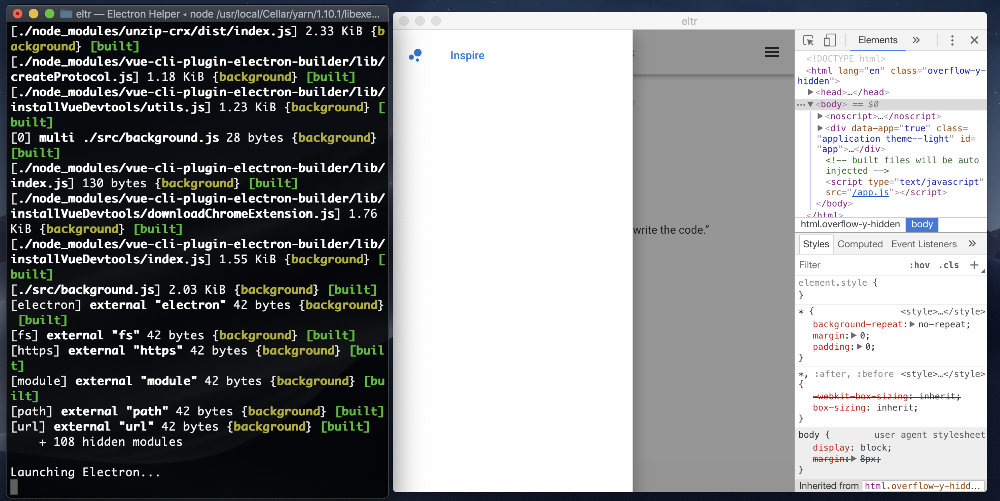 eltr — Electron Helper • node /usr/local/Cellar/yarn/1.10.1/libexe...
[./node_modules/unzip-crx/dist/index.js] 2.33 KiB {b
ackground} [built]
[./node_modules/vue-cli-plugin-electron-builder/lib/
createProtocol.js] 1.18 KiB {background} [built]
[./node_modules/vue-cli-plugin-electron-builder/lib/
installVueDevtools/utils.js] 1.23 KiB {background} [
built]
[0] multi ./src/background.js 28 bytes {background}
[built]
[./node_modules/vue-cli-plugin-electron-builder/lib/
index.js] 130 bytes {background} [built]
[./node_modules/vue-cli-plugin-electron-builder/lib/
installVueDevtools/downloadChromeExtension.js] 1.76
KiB {background} [built]
[./node_modules/vue-cli-plugin-electron-builder/lib/
installVueDevtools/index.js] 1.55 KiB {background} [
built]
[./src/background.js] 2.03 KiB {background} [built]
[electron] external "electron" 42 bytes {background}
[built]
[fs] external "fs" 42 bytes {background} [built]
[https] external "https" 42 bytes {background} [buil
t]
[module] external "module" 42 bytes {background} [bu
ilt]
[path] external "path" 42 bytes {background} [built]
[url] external "url" 42 bytes {background} [built]
+ 108 hidden modules
Launching Electron...
eltr
Inspire
write the code.”
Elements »
<!DOCTYPE html>
<html lang="en" class="overflow-y-
hidden">
▶<head>…</head>
…▼<body> == $0
▶<noscript>…</noscript>
▶<div data-app="true" class=
"application theme--light" id=
"app">…</div>
<!-- built files will be auto
injected -->
<script type="text/javascript"
src="/app.js"></script>
</body>
</html>
html.overflow-y-hidden body
Styles Computed Event Listeners »
Filter :hov .cls +
element.style {
}
* { <style>…</style>
background-repeat:▶ no-repeat;
margin:▶ 0;
padding:▶ 0;
}
*, :after, :before <style>…</style>
{
-webkit-box-sizing: inherit;
box-sizing: inherit;
}
body { user agent stylesheet
display: block;
margin:▶ 8px;
}
Inherited from html.overflow-y-hidd…